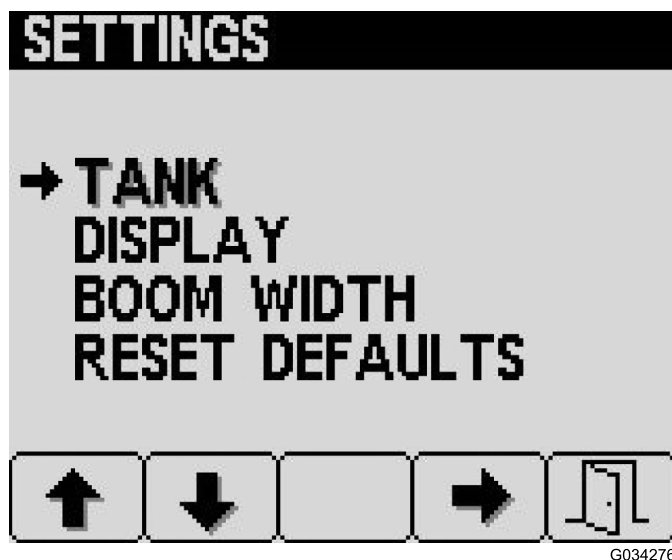 SETTINGS
TANK
DISPLAY
BOOM WIDTH
RESET DEFAULTS
G034276